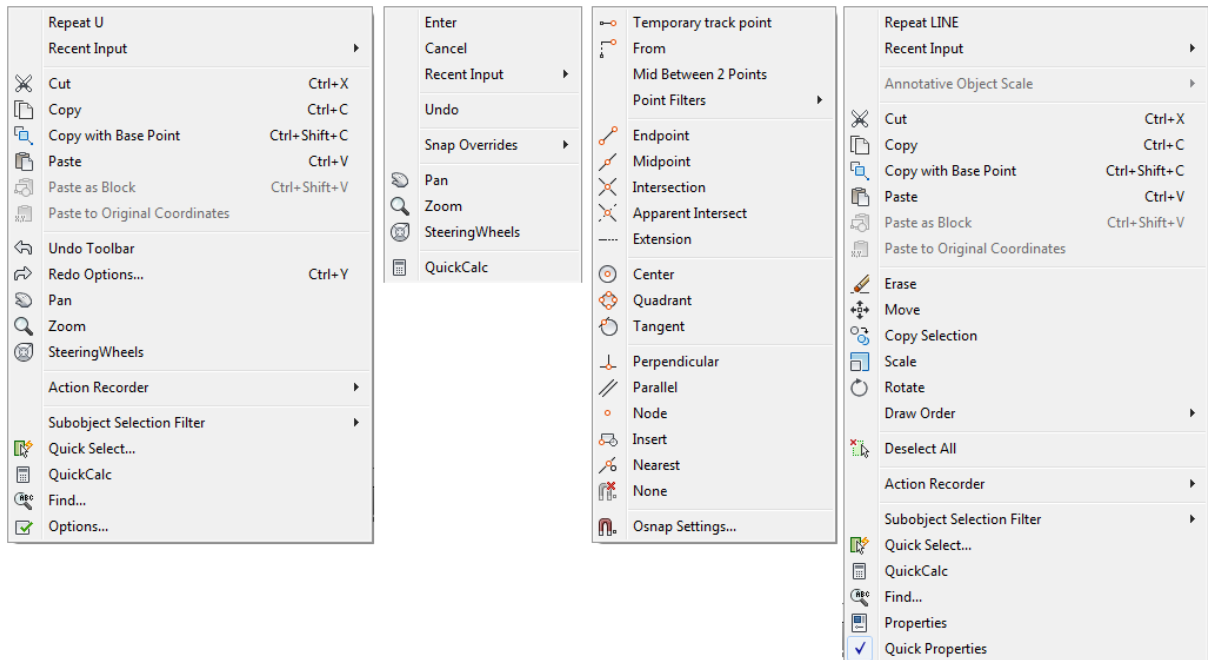 Repeat U
Recent Input
Cut Ctrl+X
Copy Ctrl+C
Copy with Base Point Ctrl+Shift+C
Paste Ctrl+V
Paste as Block Ctrl+Shift+V
Paste to Original Coordinates
Undo Toolbar
Redo Options... Ctrl+Y
Pan
Zoom
SteeringWheels
Action Recorder
Subobject Selection Filter
Quick Select...
QuickCalc
Find...
Options...
Enter
Cancel
Recent Input
Undo
Snap Overrides
Pan
Zoom
SteeringWheels
QuickCalc
Temporary track point
From
Mid Between 2 Points
Point Filters
Endpoint
Midpoint
Intersection
Apparent Intersect
Extension
Center
Quadrant
Tangent
Perpendicular
Parallel
Node
Insert
Nearest
None
Osnap Settings...
Repeat LINE
Recent Input
Annotative Object Scale
Cut Ctrl+X
Copy Ctrl+C
Copy with Base Point Ctrl+Shift+C
Paste Ctrl+V
Paste as Block Ctrl+Shift+V
Paste to Original Coordinates
Erase
Move
Copy Selection
Scale
Rotate
Draw Order
Deselect All
Action Recorder
Subobject Selection Filter
Quick Select...
QuickCalc
Find...
Properties
Quick Properties